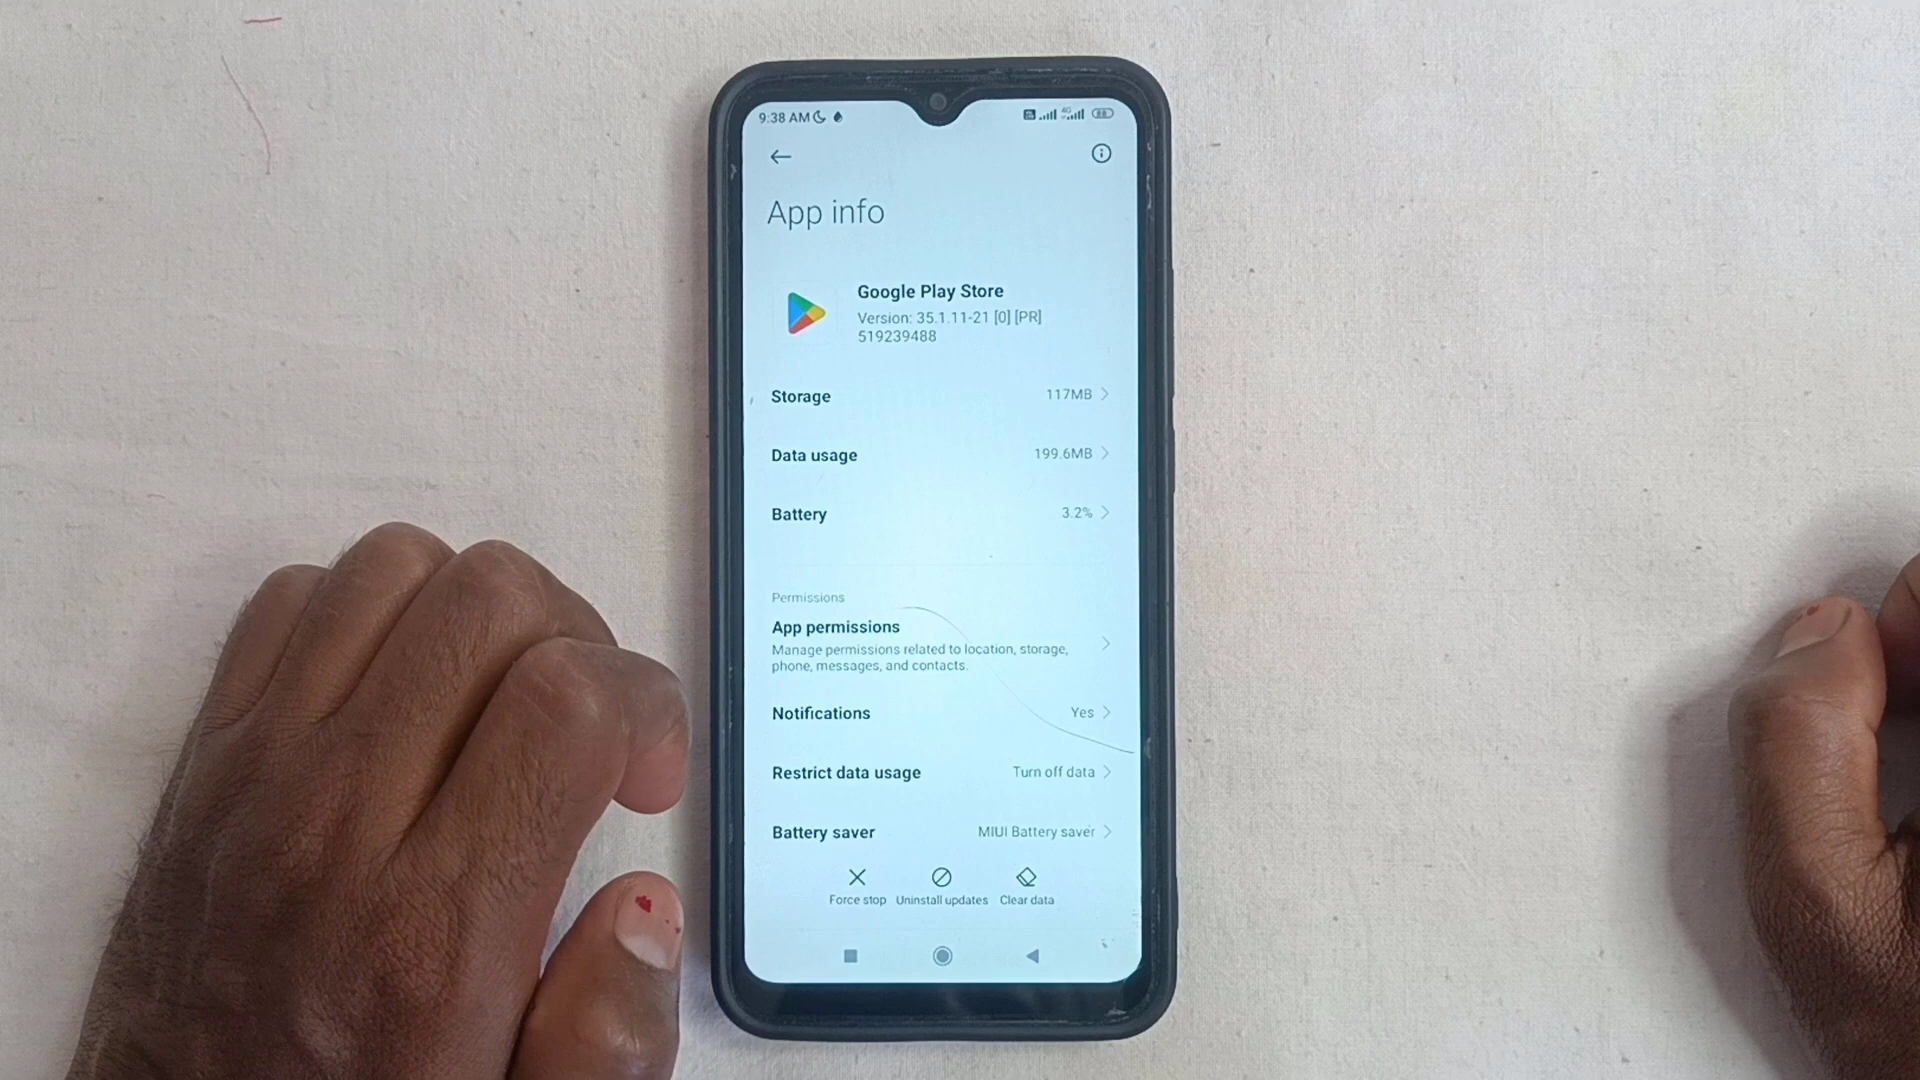 9:38 AM
4G
App info
Google Play Store
Version: 35.1.11-21 [0] [PR]
519239488
Storage 117MB
Data usage 199.6MB
Battery 3.2%
Permissions
App permissions
Manage permissions related to location, storage,
phone, messages, and contacts.
Notifications Yes
Restrict data usage Turn off data
Battery saver MIUI Battery saver
Force stop Uninstall updates Clear data